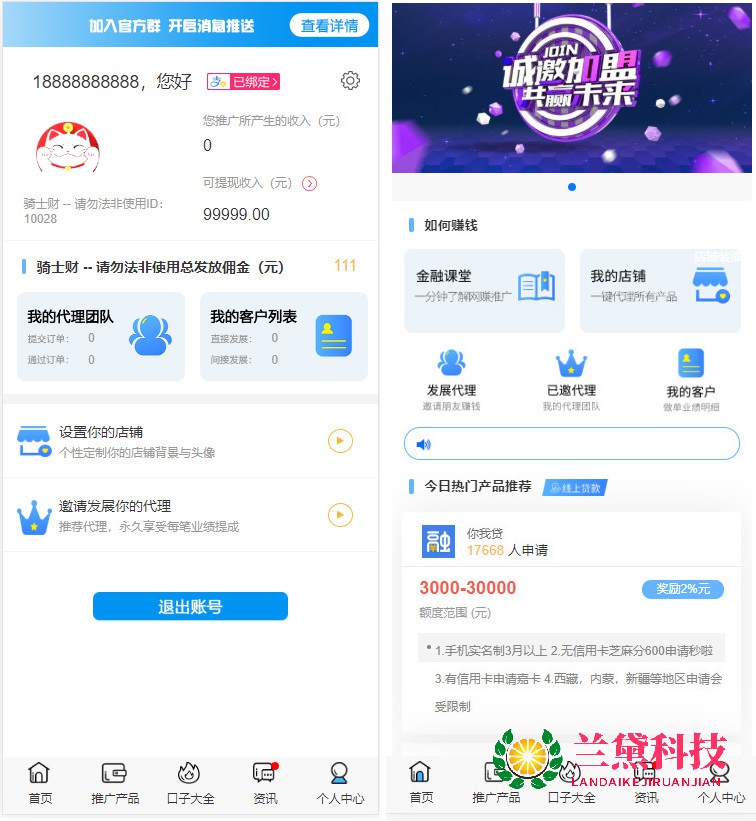 加入官方群 开启消息推送
查看详情
18888888888，您好
已绑定
您推广所产生的收入（元）
0
可提现收入（元）
99999.00
骑士财 -- 请勿法非使用ID：
10028
骑士财 -- 请勿法非使用总发放佣金（元）
111
我的代理团队
提交订单： 0
通过订单： 0
我的客户列表
直接发展： 0
间接发展： 0
设置你的店铺
个性定制你的店铺背景与头像
邀请发展你的代理
推荐代理，永久享受每笔业绩提成
退出账号
首页
推广产品
口子大全
资讯
个人中心
JOIN
诚邀加盟
共赢未来
如何赚钱
金融课堂
一分钟了解网赚推广
我的店铺
一键代理所有产品
发展代理
邀请朋友赚钱
已邀代理
我的代理团队
我的客户
做单业绩明细
今日热门产品推荐
线上贷款
融
你我贷
17668 人申请
3000-30000
奖励2%元
额度范围 (元)
1.手机实名制3月以上 2.无信用卡芝麻分600申请秒啦
3.有信用卡申请嘉卡 4.西藏，内蒙，新疆等地区申请会
受限制
兰黛科技
LANDAIKEJIRUANJIAN
首页
推广产品
口子大全
资讯
个人中心